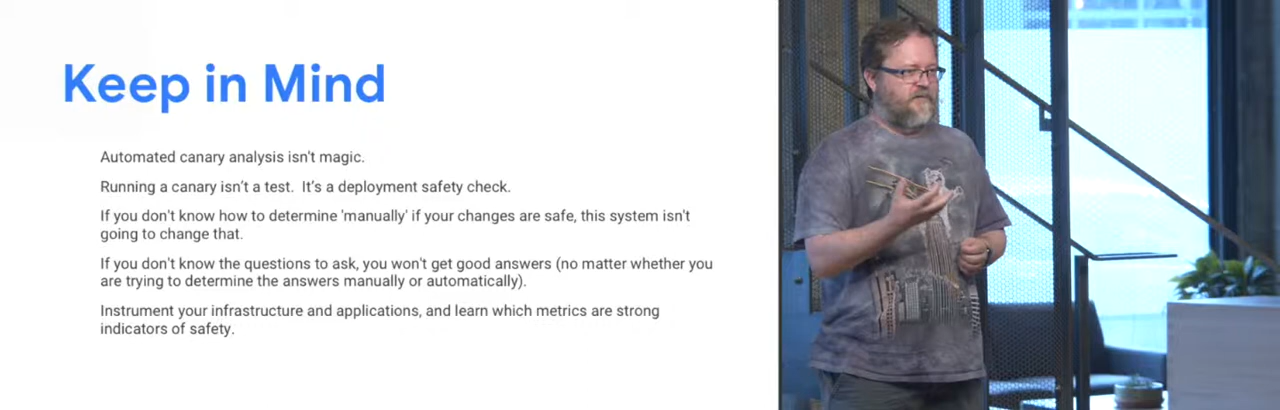 Keep in Mind
Automated canary analysis isn't magic.
Running a canary isn't a test.  It's a deployment safety check.
If you don't know how to determine 'manually' if your changes are safe, this system isn't
going to change that.
If you don't know the questions to ask, you won't get good answers (no matter whether you
are trying to determine the answers manually or automatically).
Instrument your infrastructure and applications, and learn which metrics are strong
indicators of safety.